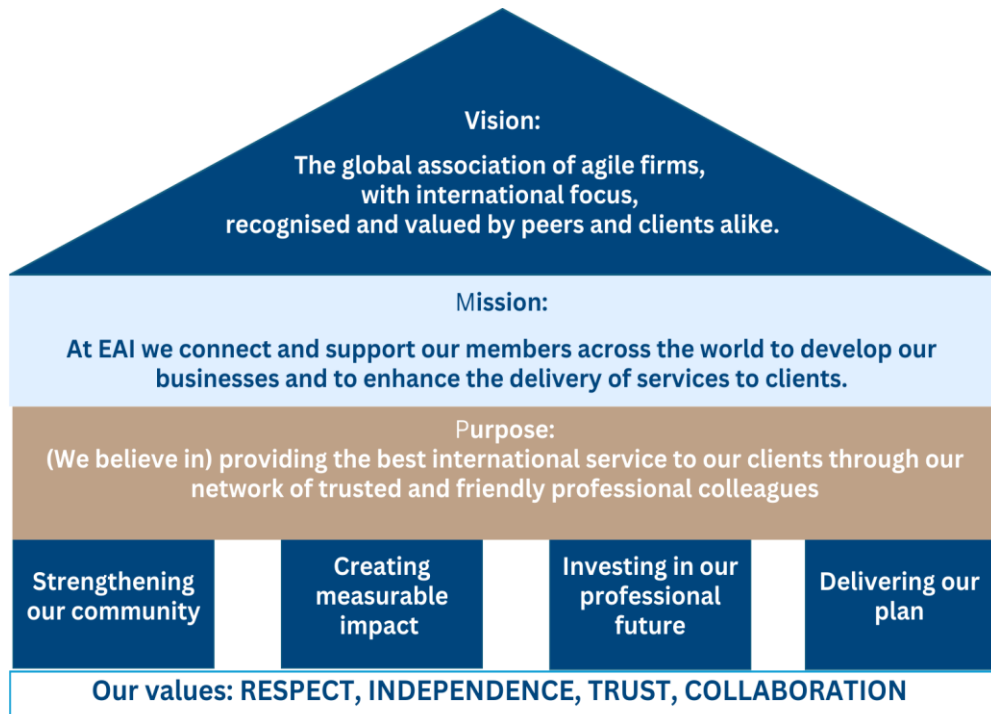 Vision:
The global association of agile firms,
with international focus,
recognised and valued by peers and clients alike.
Mission:
At EAI we connect and support our members across the world to develop our
businesses and to enhance the delivery of services to clients.
Purpose:
(We believe in) providing the best international service to our clients through our
network of trusted and friendly professional colleagues
Strengthening
our community
Creating
measurable
impact
Investing in our
professional
future
Delivering our
plan
Our values: RESPECT, INDEPENDENCE, TRUST, COLLABORATION